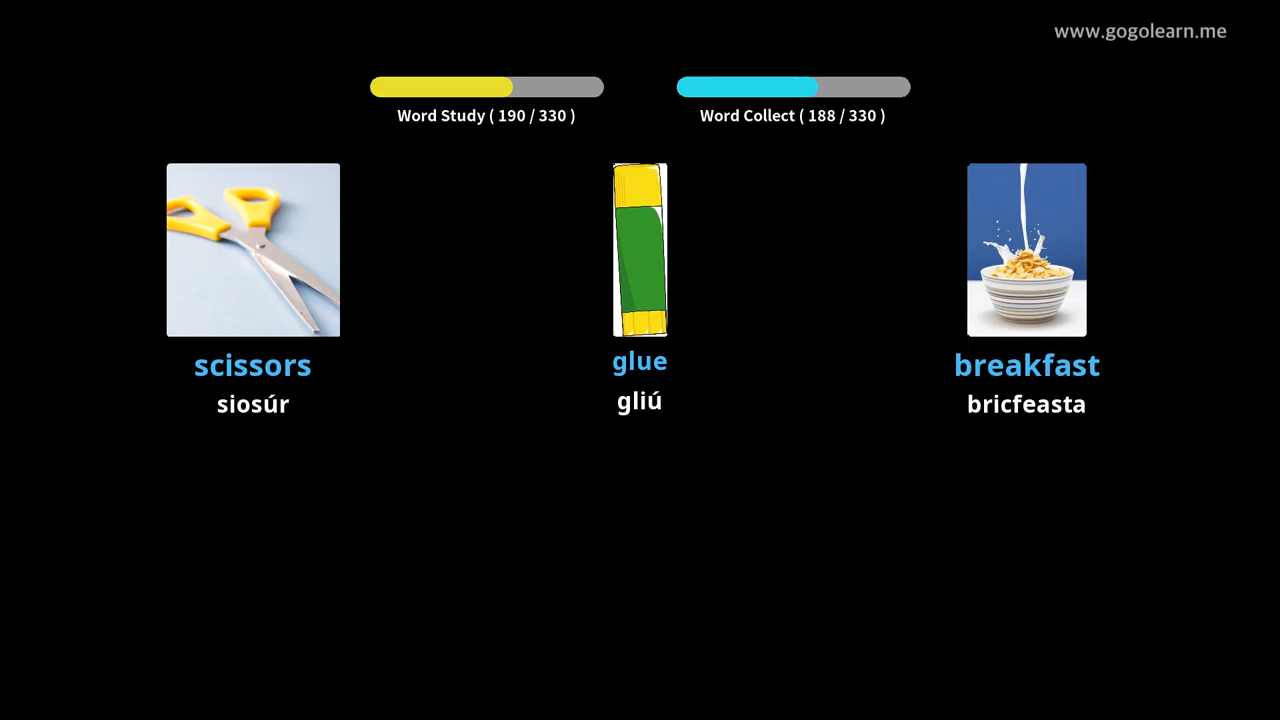 www.gogolearn.me
Word Study ( 190 / 330 )
Word Collect ( 188 / 330 )
scissors
siosúr
glue
gliú
breakfast
bricfeasta